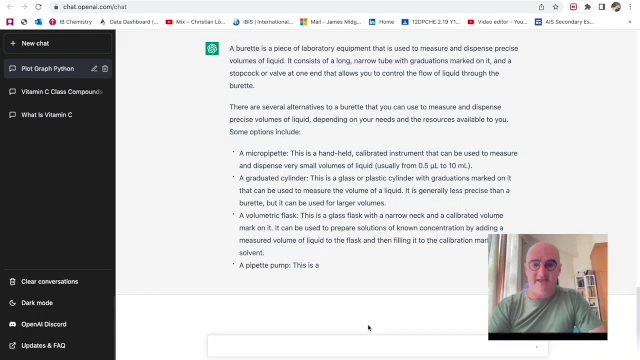 chat.openai.com/chat
IB Chemistry
Data Dashboard |
Mix – Christian Lö
IBIS | International
Mail – James Midg
LinkedIn
12DPCHE.2.19 Y1
Video editor – You
AIS Secondary Ess
New chat
Plot Graph Python
Vitamin C Class Compounds
What Is Vitamin C
A burette is a piece of laboratory equipment that is used to measure and dispense precise
volumes of liquid. It consists of a long, narrow tube with graduations marked on it, and a
stopcock or valve at one end that allows you to control the flow of liquid through the
burette.
There are several alternatives to a burette that you can use to measure and dispense
precise volumes of liquid, depending on your needs and the resources available to you.
Some options include:
• A micropipette: This is a hand-held, calibrated instrument that can be used to measure
and dispense very small volumes of liquid (usually from 0.5 μL to 10 mL).
• A graduated cylinder: This is a glass or plastic cylinder with graduations marked on it
that can be used to measure the volume of a liquid. It is generally less precise than a
burette, but it can be used for larger volumes.
• A volumetric flask: This is a glass flask with a narrow neck and a calibrated volume
mark on it. It can be used to prepare solutions of known concentration by adding a
measured volume of liquid to the flask and then filling it to the calibration mark
solvent.
• A pipette pump: This is a
Clear conversations
Dark mode
OpenAI Discord
Updates & FAQ